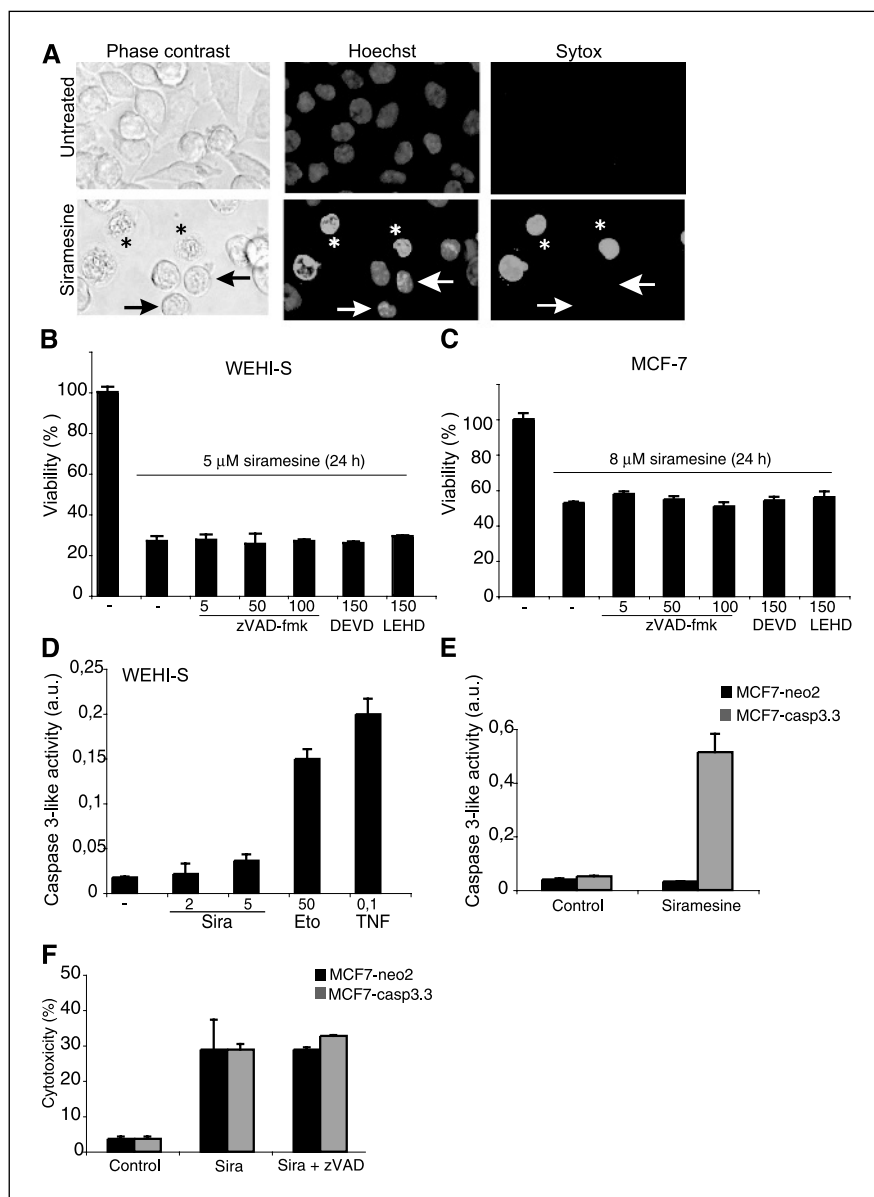 A
Phase contrast
Hoechst
Sytox
Untreated
Siramesine
*
*
*
*
*
*
B
WEHI-S
Viability (% )
100
80
60
40
20
0
5 μM siramesine (24 h)
- - 5 50 100 150 150
zVAD-fmk DEVD LEHD
C
MCF-7
Viability (% )
100
80
60
40
20
0
8 μM siramesine (24 h)
- - 5 50 100 150 150
zVAD-fmk DEVD LEHD
D
WEHI-S
Caspase 3-like activity (a.u.)
0,25
0,2
0,15
0,1
0,05
0
- 2 5 50 0,1
Sira Eto TNF
E
MCF7-neo2
MCF7-casp3.3
Caspase 3-like activity (a.u.)
0,6
0,4
0,2
0
Control Siramesine
F
MCF7-neo2
MCF7-casp3.3
Cytotoxicity (%)
50
40
30
20
10
0
Control Sira Sira + zVAD